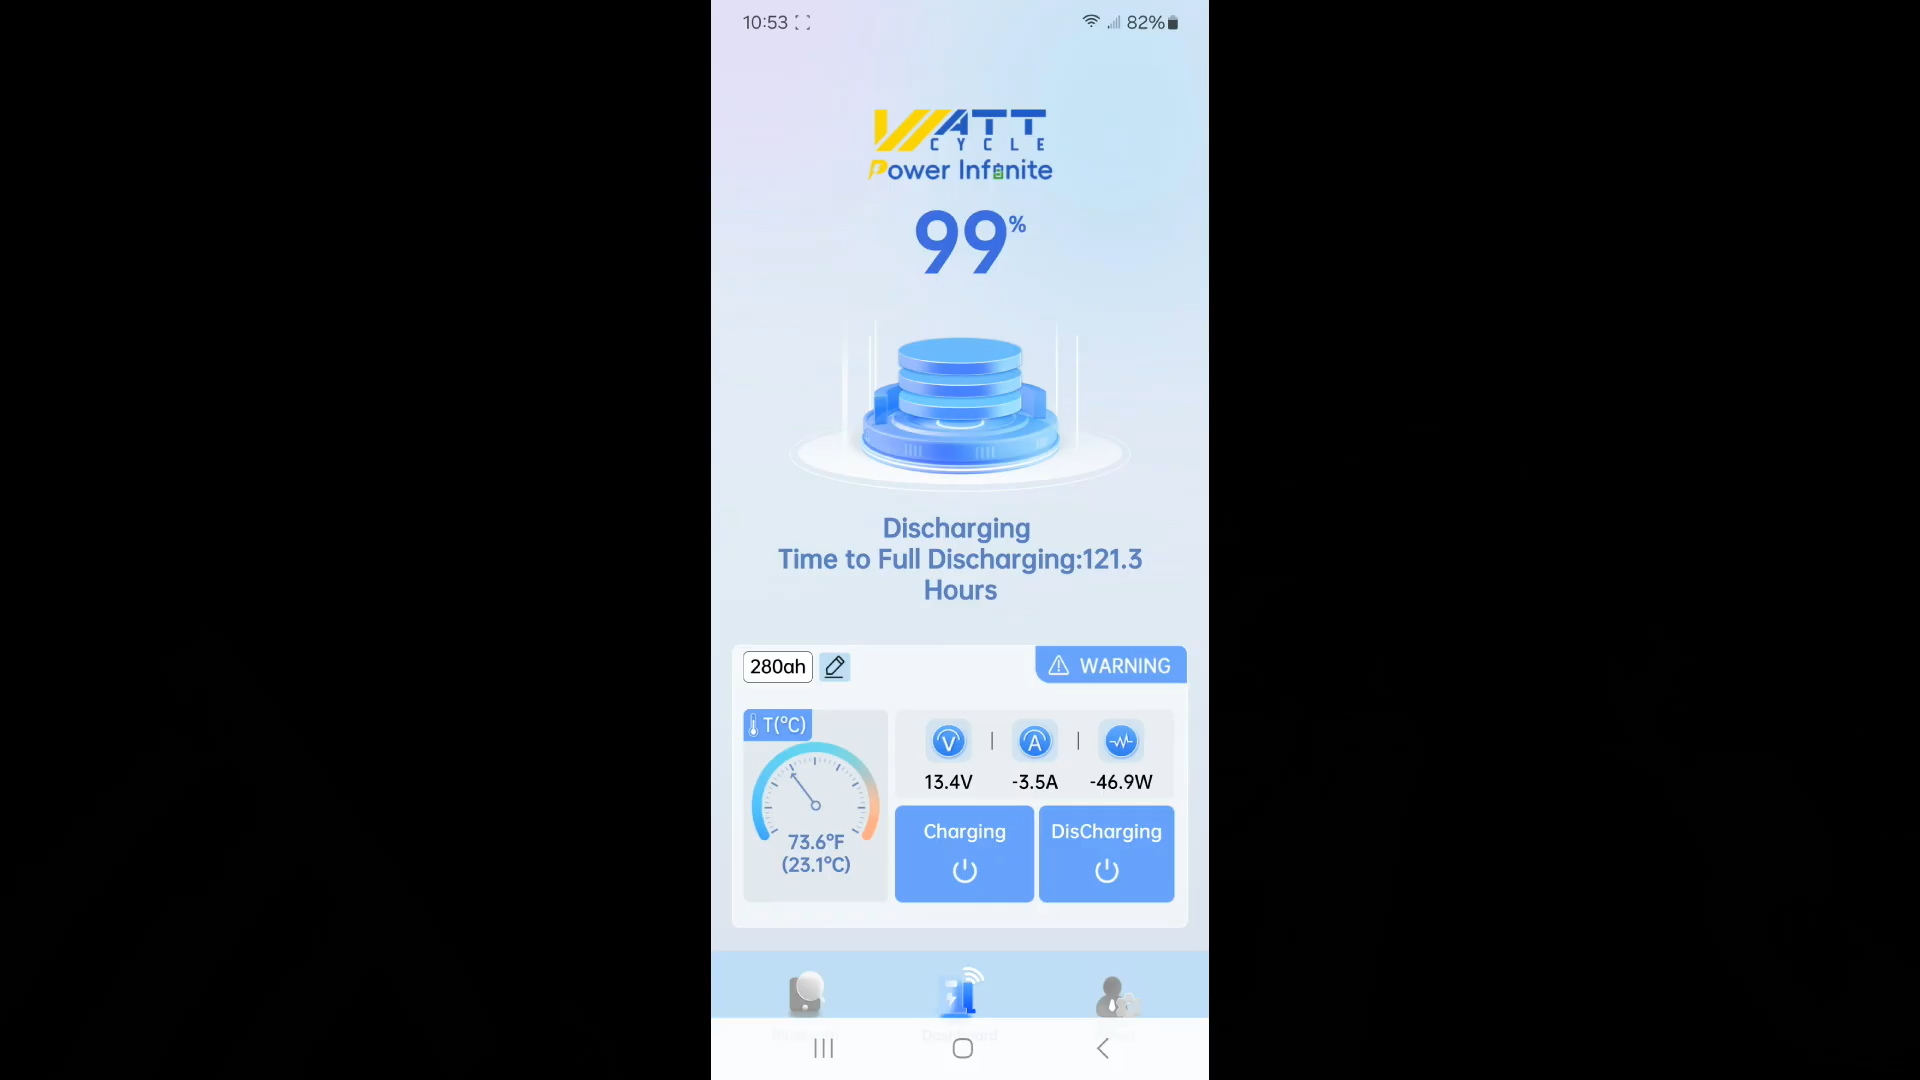 10:53
82%
WATT
CYCLE
Power Infinite
99%
Discharging
Time to Full Discharging:121.3
Hours
280ah
WARNING
T(°C)
V
A
13.4V
-3.5A
-46.9W
73.6°F
(23.1°C)
Charging
DisCharging
Dashboard